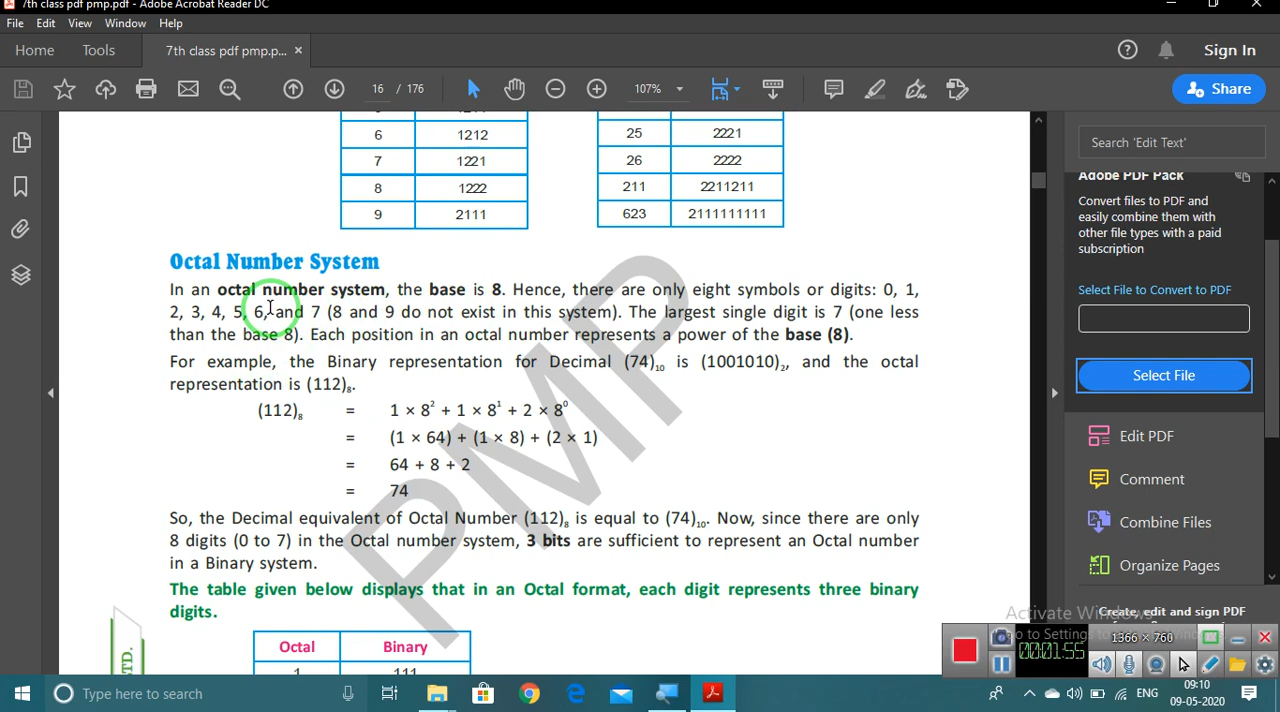 7th class pdf pmp.pdf - Adobe Acrobat Reader DC
File Edit View Window Help
Home Tools 7th class pdf pmp.p... × Sign In
16 / 176 107% Share
6 1212
7 1221
8 1222
9 2111
25 2221
26 2222
211 2211211
623 2111111111
Octal Number System
In an octal number system, the base is 8. Hence, there are only eight symbols or digits: 0, 1,
2, 3, 4, 5, 6, and 7 (8 and 9 do not exist in this system). The largest single digit is 7 (one less
than the base 8). Each position in an octal number represents a power of the base (8).
For example, the Binary representation for Decimal (74)₁₀ is (1001010)₂, and the octal
representation is (112)₈.
(112)₈ = 1 × 8² + 1 × 8¹ + 2 × 8⁰
= (1 × 64) + (1 × 8) + (2 × 1)
= 64 + 8 + 2
= 74
So, the Decimal equivalent of Octal Number (112)₈ is equal to (74)₁₀. Now, since there are only
8 digits (0 to 7) in the Octal number system, 3 bits are sufficient to represent an Octal number
in a Binary system.
The table given below displays that in an Octal format, each digit represents three binary
digits.
Octal Binary
1 111
PMP
TD.
Search 'Edit Text'
Adobe PDF Pack
Convert files to PDF and
easily combine them with
other file types with a paid
subscription
Select File to Convert to PDF
Select File
Edit PDF
Comment
Combine Files
Organize Pages
Create, edit and sign PDF
Activate Windows
Go to Settings to
1366 × 760
00:01:55
Type here to search
ENG
09:10
09-05-2020